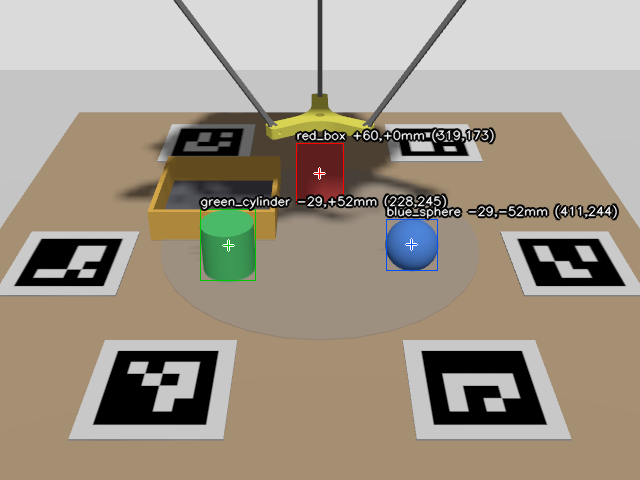 red_box +60,+0mm (319,173)
green_cylinder -29,+52mm (228,245)
blue_sphere -29,-52mm (411,244)